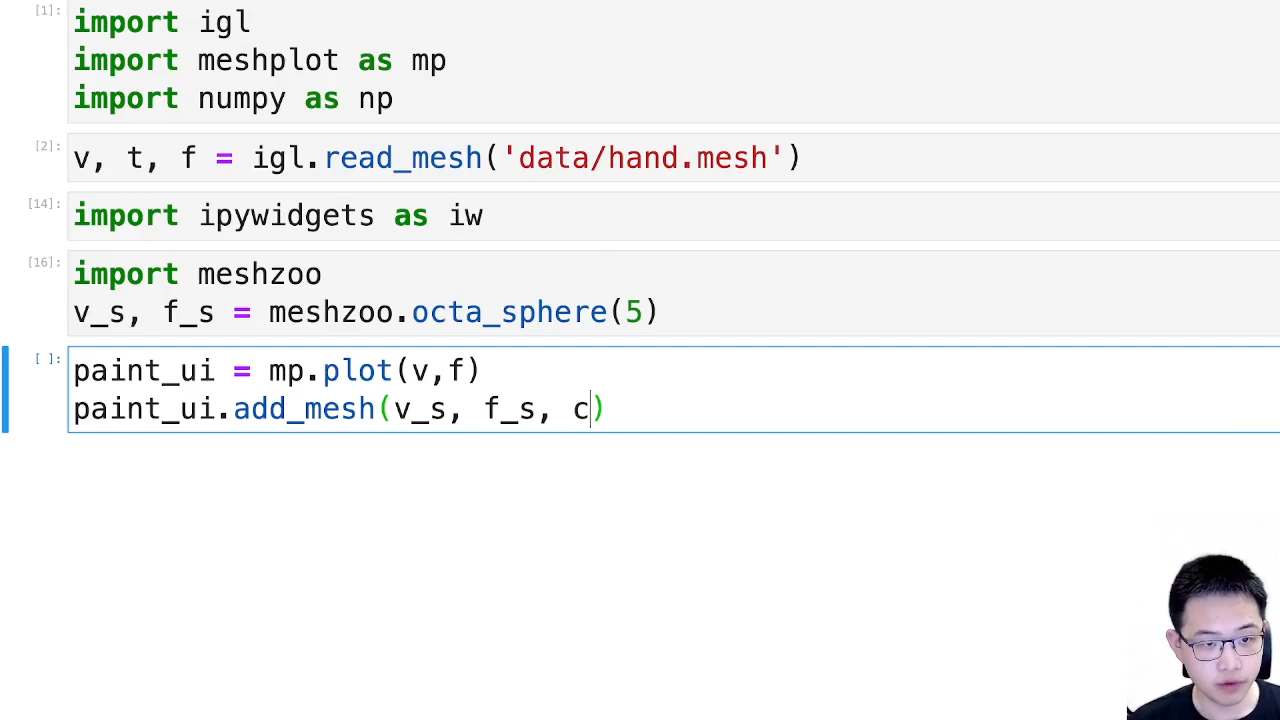 [1]:
import igl
import meshplot as mp
import numpy as np
[2]:
v, t, f = igl.read_mesh('data/hand.mesh')
[14]:
import ipywidgets as iw
[16]:
import meshzoo
v_s, f_s = meshzoo.octa_sphere(5)
[ ]:
paint_ui = mp.plot(v,f)
paint_ui.add_mesh(v_s, f_s, c)